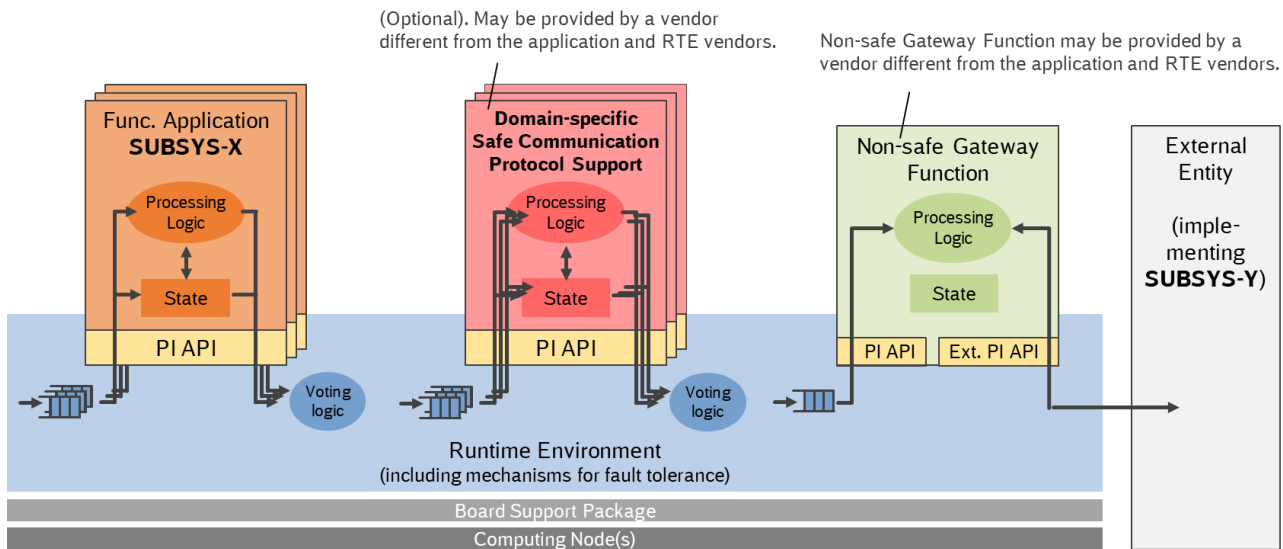 (Optional). May be provided by a vendor
different from the application and RTE vendors.
Non-safe Gateway Function may be provided by a
vendor different from the application and RTE vendors.
Func. Application
SUBSYS-X
Processing
Logic
State
PI API
Voting
logic
Domain-specific
Safe Communication
Protocol Support
Processing
Logic
State
PI API
Voting
logic
Non-safe Gateway
Function
Processing
Logic
State
PI API
Ext. PI API
External
Entity
(imple-
menting
SUBSYS-Y)
Runtime Environment
(including mechanisms for fault tolerance)
Board Support Package
Computing Node(s)